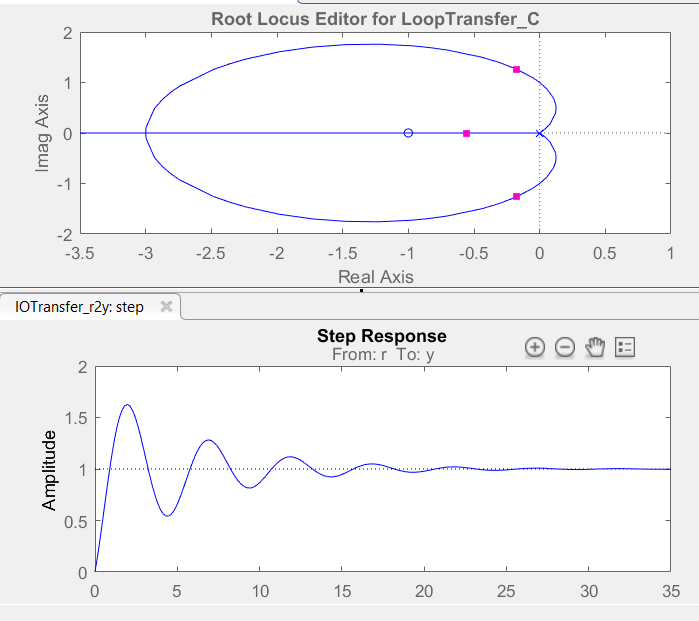 Root Locus Editor for LoopTransfer_C
2
1
0
-1
-2
Imag Axis
-3.5 -3 -2.5 -2 -1.5 -1 -0.5 0 0.5 1
Real Axis
IOTransfer_r2y: step
Step Response
From: r To: y
2
1.5
1
0.5
0
Amplitude
0 5 10 15 20 25 30 35